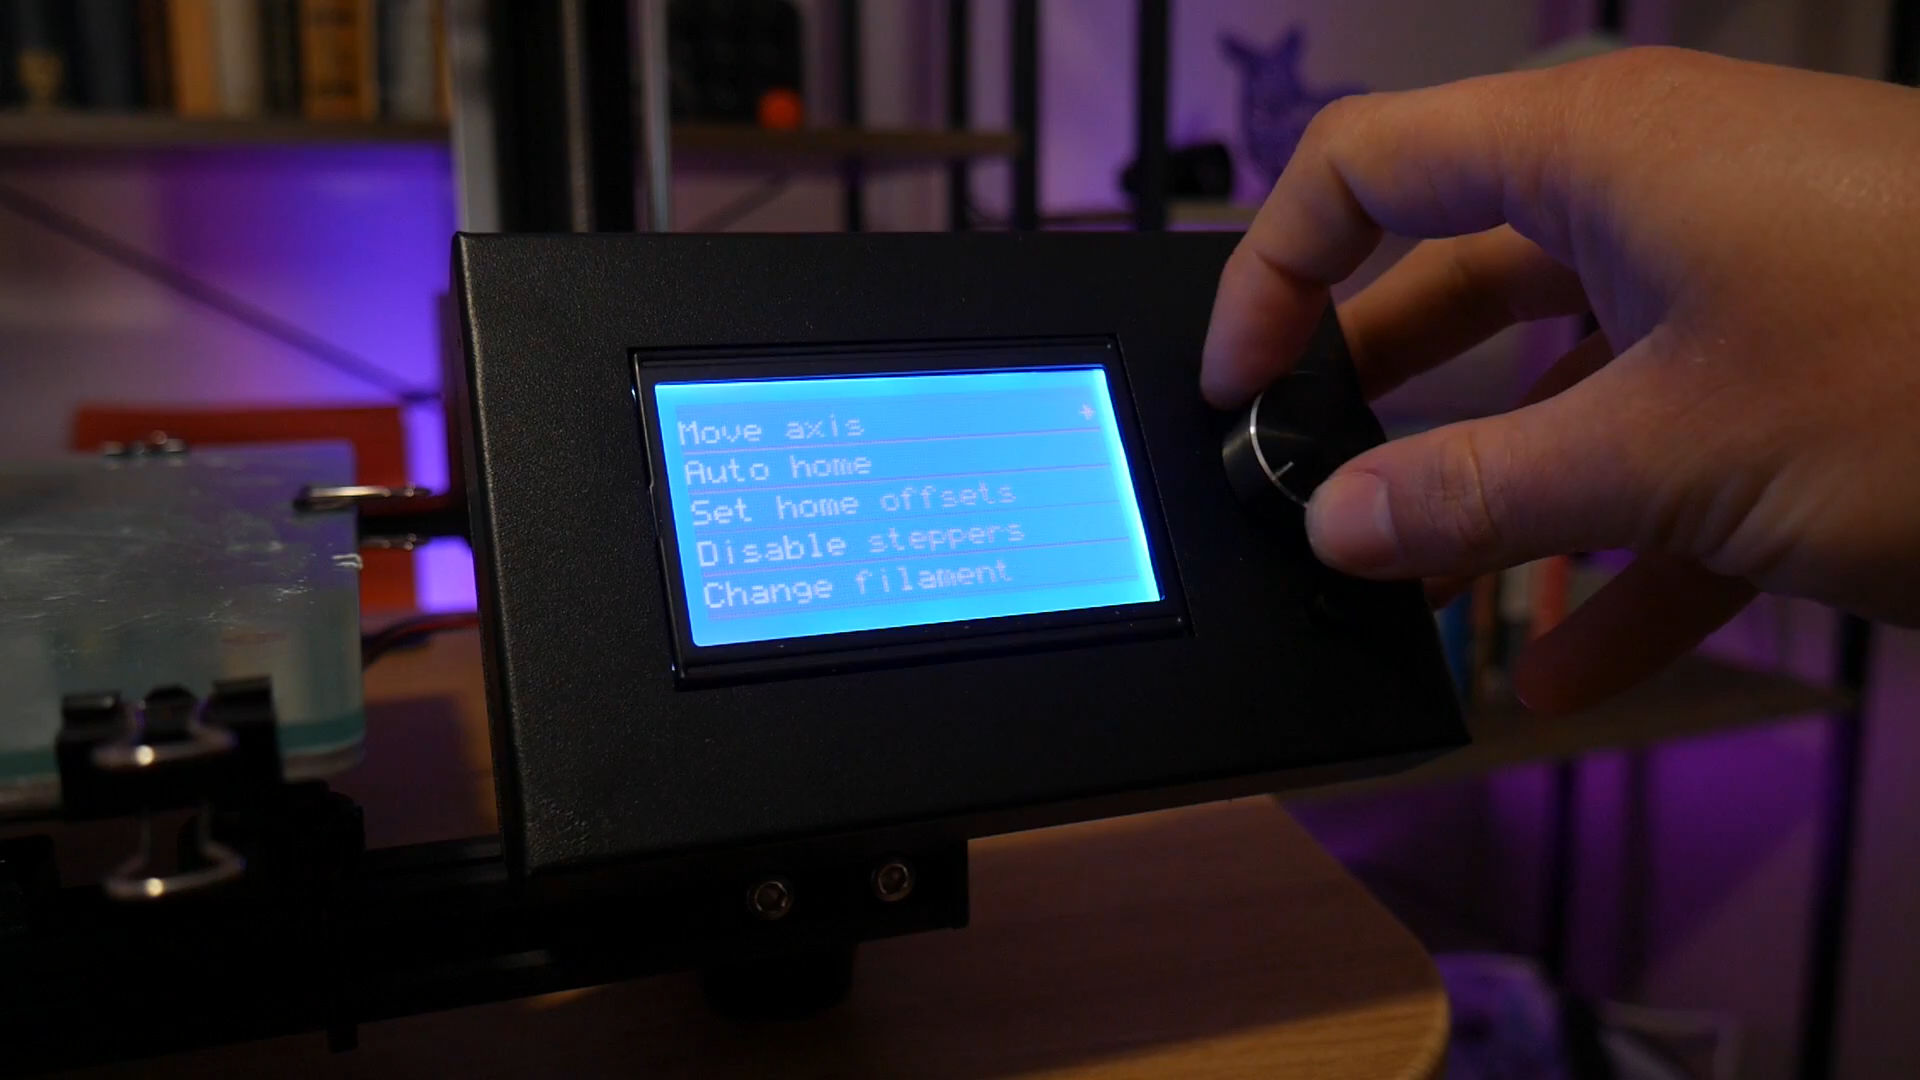 Move axis →
Auto home
Set home offsets
Disable steppers
Change filament